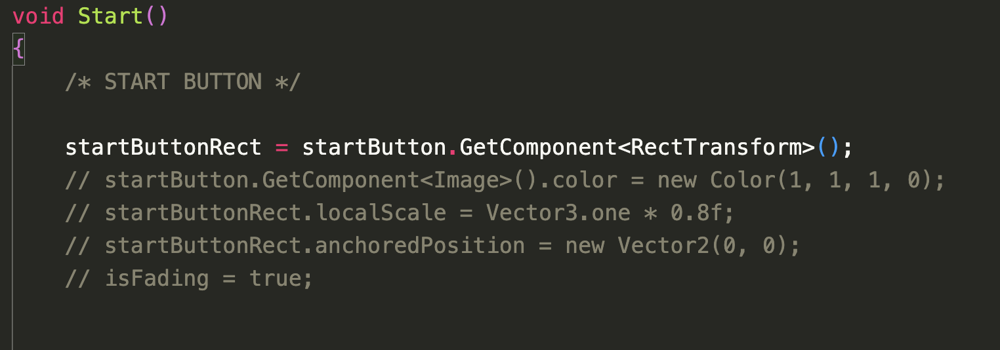 void Start()
{
/* START BUTTON */
startButtonRect = startButton.GetComponent<RectTransform>();
// startButton.GetComponent<Image>().color = new Color(1, 1, 1, 0);
// startButtonRect.localScale = Vector3.one * 0.8f;
// startButtonRect.anchoredPosition = new Vector2(0, 0);
// isFading = true;